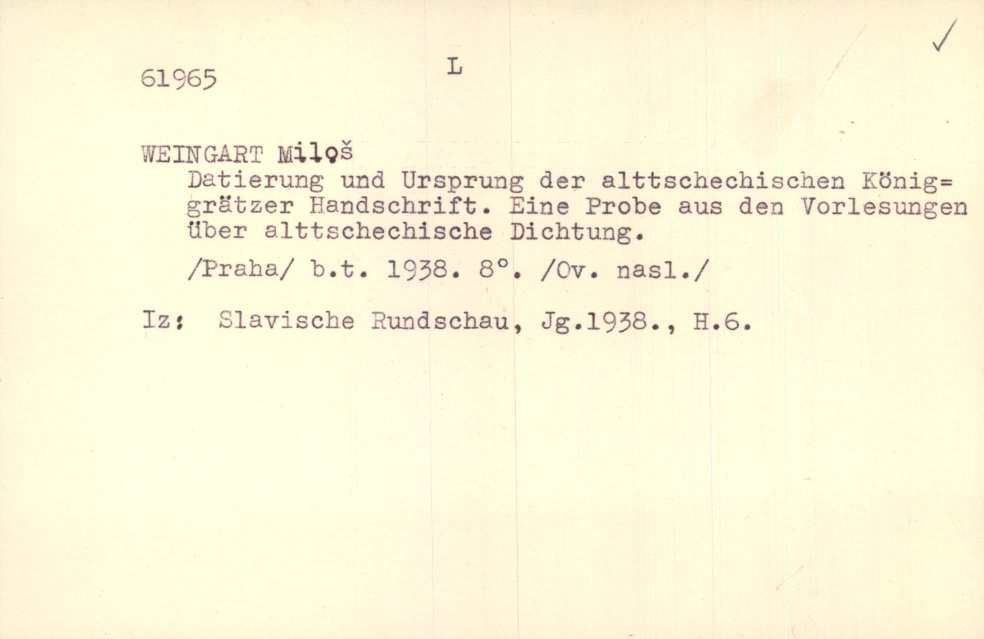 61965
L
WEINGART Miloš
Datierung und Ursprung der alttschechischen König=
grätzer Handschrift. Eine Probe aus den Vorlesungen
über alttschechische Dichtung.
/Praha/ b.t. 1938. 8°. /Ov. nasl./
Iz: Slavische Rundschau, Jg.1938., H.6.